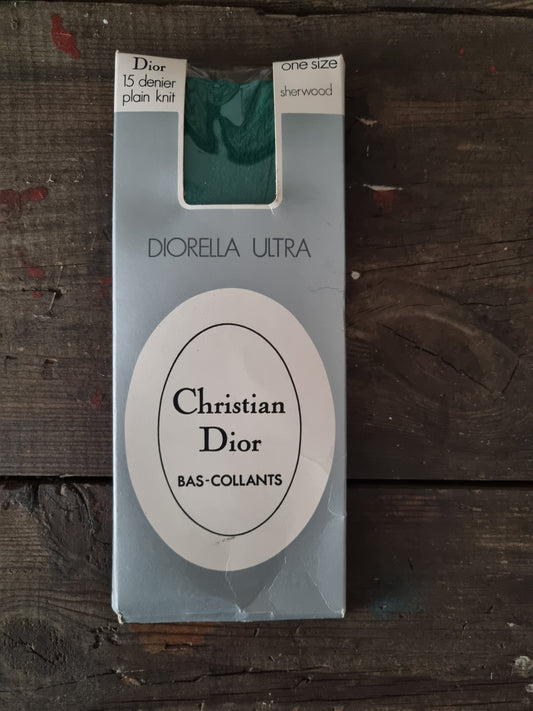 Dior
15 denier
plain knit
one size
sherwood
DIORELLA ULTRA
Christian
Dior
BAS-COLLANTS